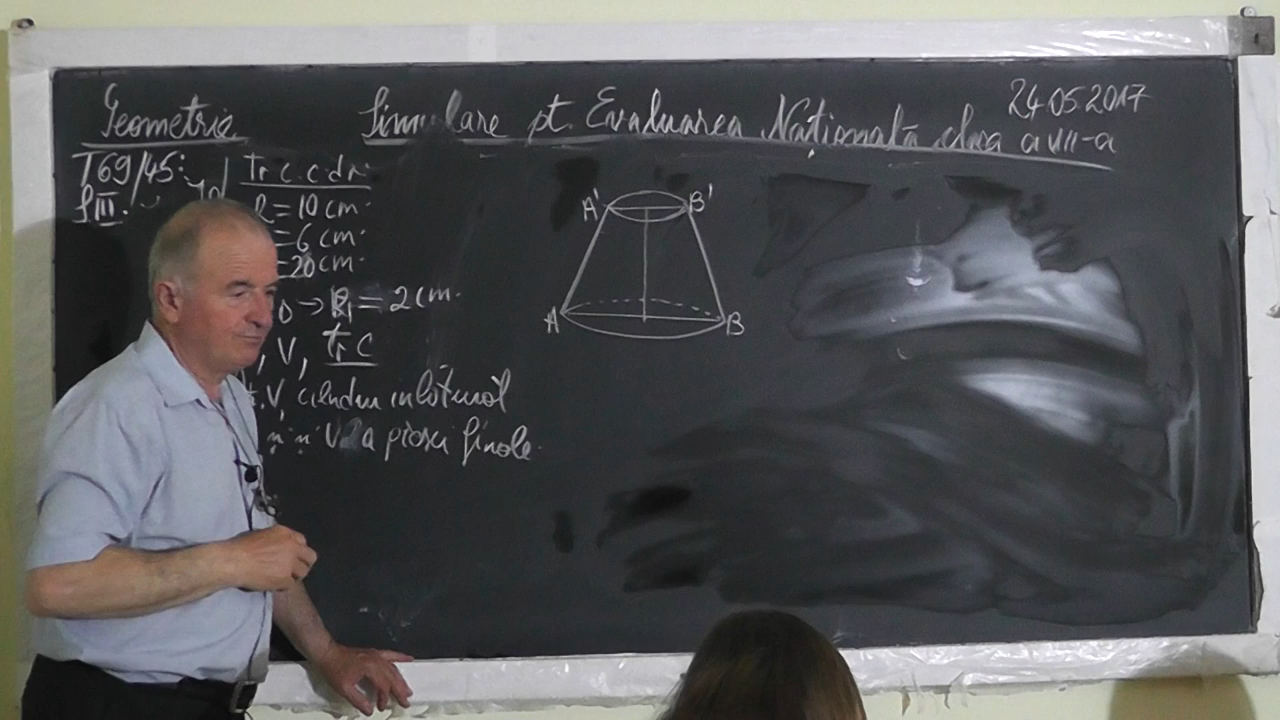 24.05.2017
Geometrie Simulare pt. Evaluarea Națională clasa a VIII-a
T69/45: Tr c. c. dr.
SIII. R=10 cm.
=6 cm.
=20 cm.
→ R₁ = 2 cm.
, V, tr c
V, cilindru înlăturat
V a piesei finale.
A' B'
A B